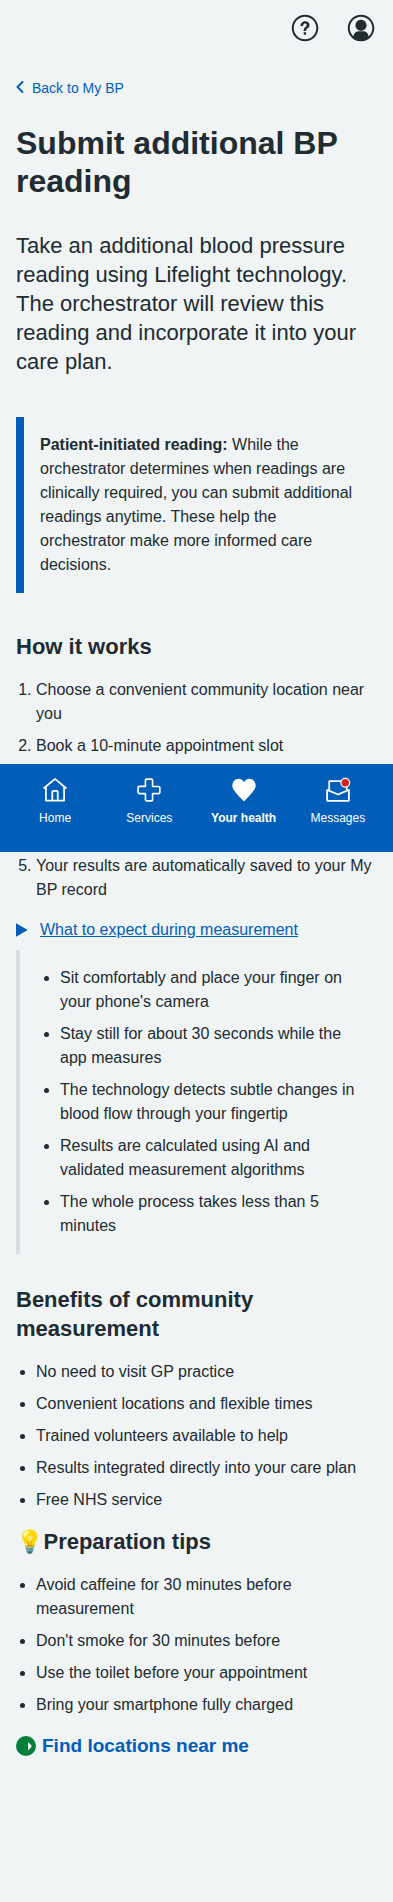 Back to My BP
Submit additional BP
reading
Take an additional blood pressure
reading using Lifelight technology.
The orchestrator will review this
reading and incorporate it into your
care plan.
Patient-initiated reading: While the
orchestrator determines when readings are
clinically required, you can submit additional
readings anytime. These help the
orchestrator make more informed care
decisions.
How it works
1. Choose a convenient community location near
you
2. Book a 10-minute appointment slot
Home
Services
Your health
Messages
5. Your results are automatically saved to your My
BP record
What to expect during measurement
Sit comfortably and place your finger on
your phone's camera
Stay still for about 30 seconds while the
app measures
The technology detects subtle changes in
blood flow through your fingertip
Results are calculated using AI and
validated measurement algorithms
The whole process takes less than 5
minutes
Benefits of community
measurement
No need to visit GP practice
Convenient locations and flexible times
Trained volunteers available to help
Results integrated directly into your care plan
Free NHS service
💡Preparation tips
Avoid caffeine for 30 minutes before
measurement
Don't smoke for 30 minutes before
Use the toilet before your appointment
Bring your smartphone fully charged
Find locations near me